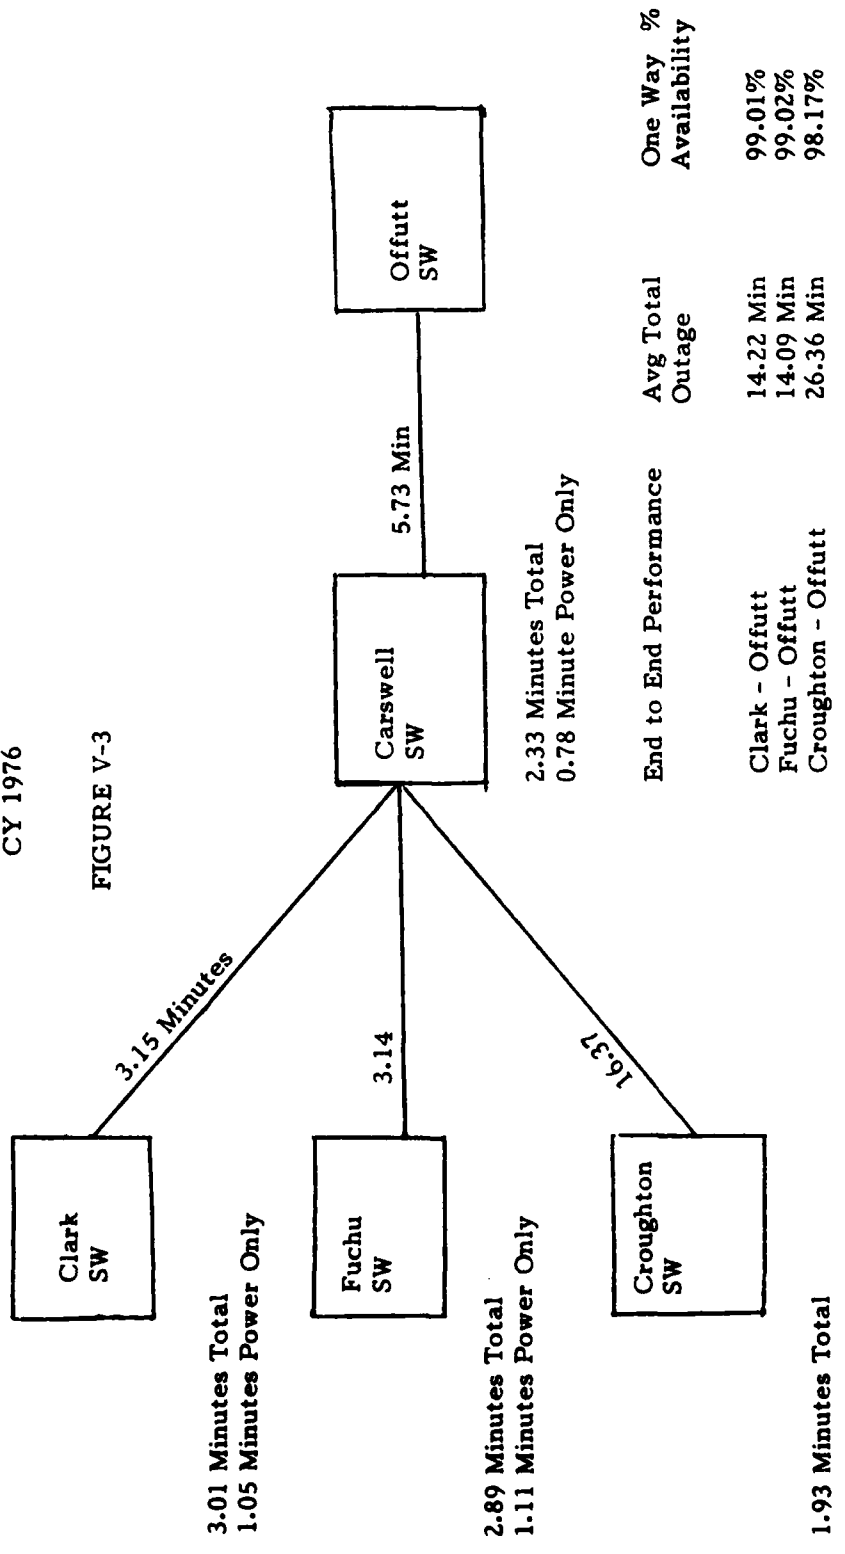 CY 1976
FIGURE V-3
Clark
SW
3.01 Minutes Total
1.05 Minutes Power Only
3.15 Minutes
Fuchu
SW
2.89 Minutes Total
1.11 Minutes Power Only
3.14
Croughton
SW
1.93 Minutes Total
16.37
Carswell
SW
2.33 Minutes Total
0.78 Minute Power Only
5.73 Min
Offutt
SW
End to End Performance Avg Total One Way %
Outage Availability
Clark - Offutt 14.22 Min 99.01%
Fuchu - Offutt 14.09 Min 99.02%
Croughton - Offutt 26.36 Min 98.17%